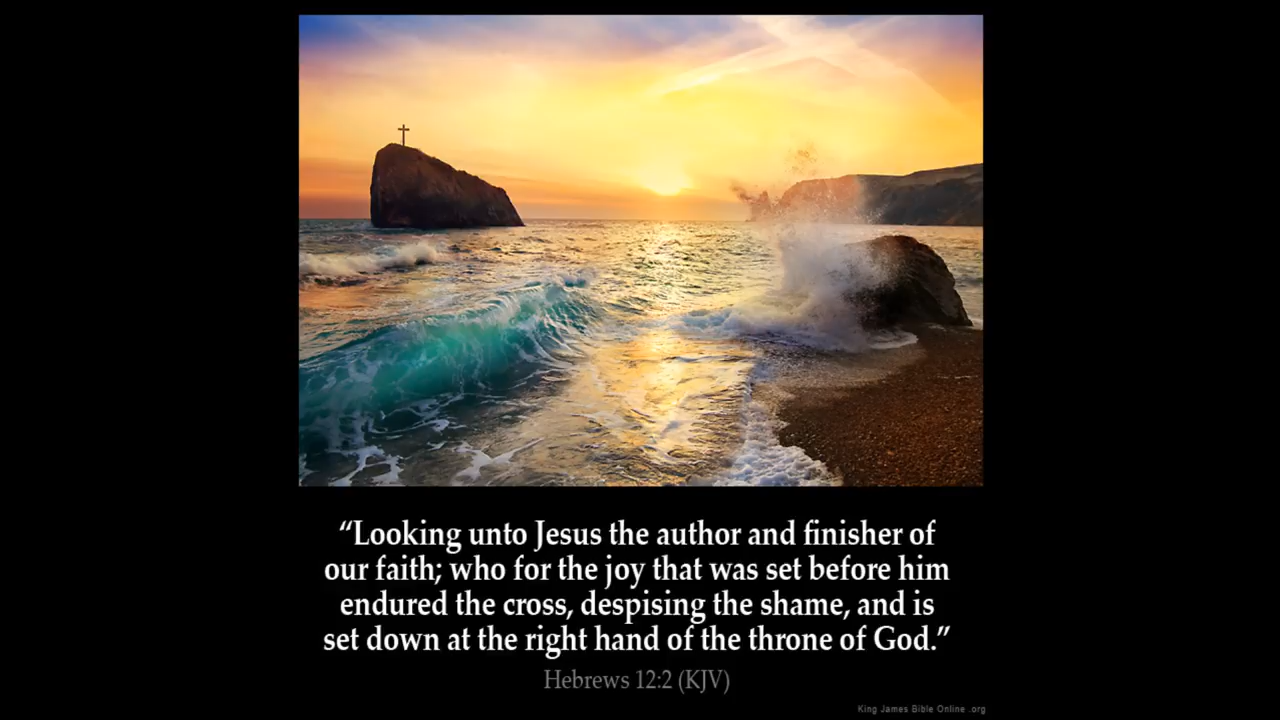 “Looking unto Jesus the author and finisher of
our faith; who for the joy that was set before him
endured the cross, despising the shame, and is
set down at the right hand of the throne of God.”
Hebrews 12:2 (KJV)
King James Bible Online .org